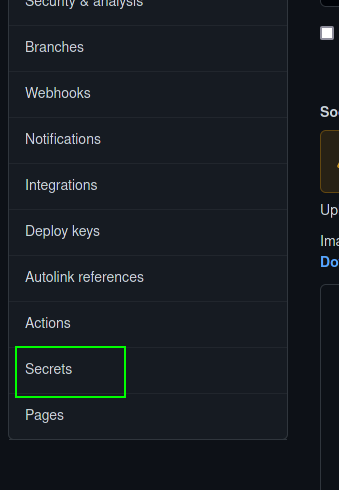 Security & analysis
Branches
Webhooks
Notifications
Integrations
Deploy keys
Autolink references
Actions
Secrets
Pages
So
Up
Ima
Do